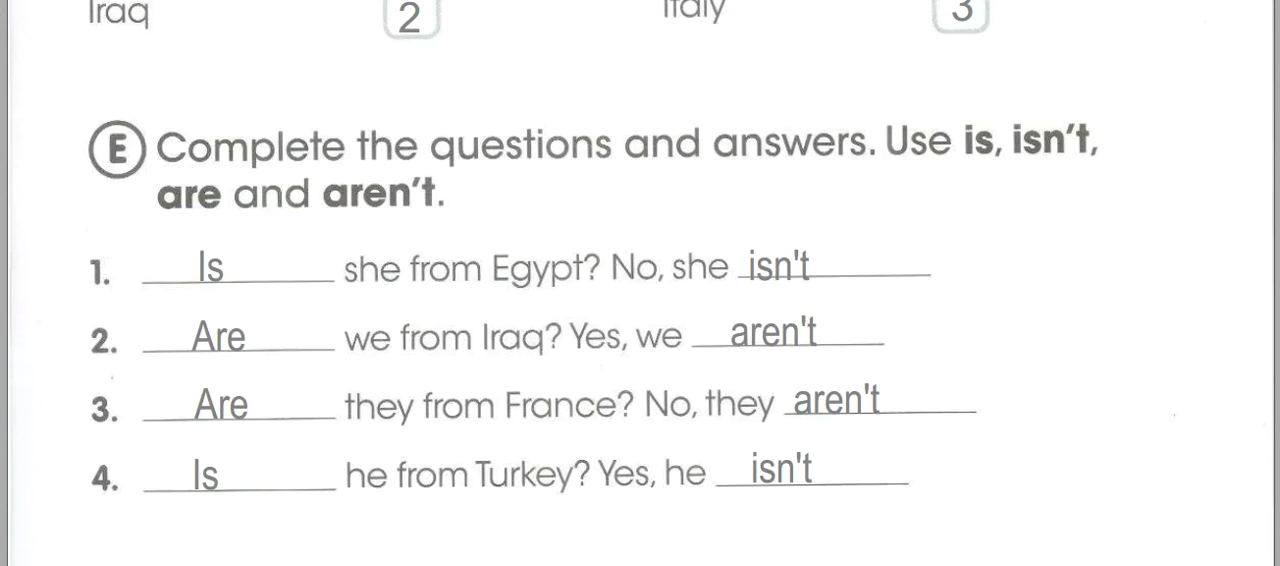 Iraq 2 Italy 3
E Complete the questions and answers. Use is, isn't,
are and aren't.
1. Is she from Egypt? No, she isn't
2. Are we from Iraq? Yes, we aren't
3. Are they from France? No, they aren't
4. Is he from Turkey? Yes, he isn't